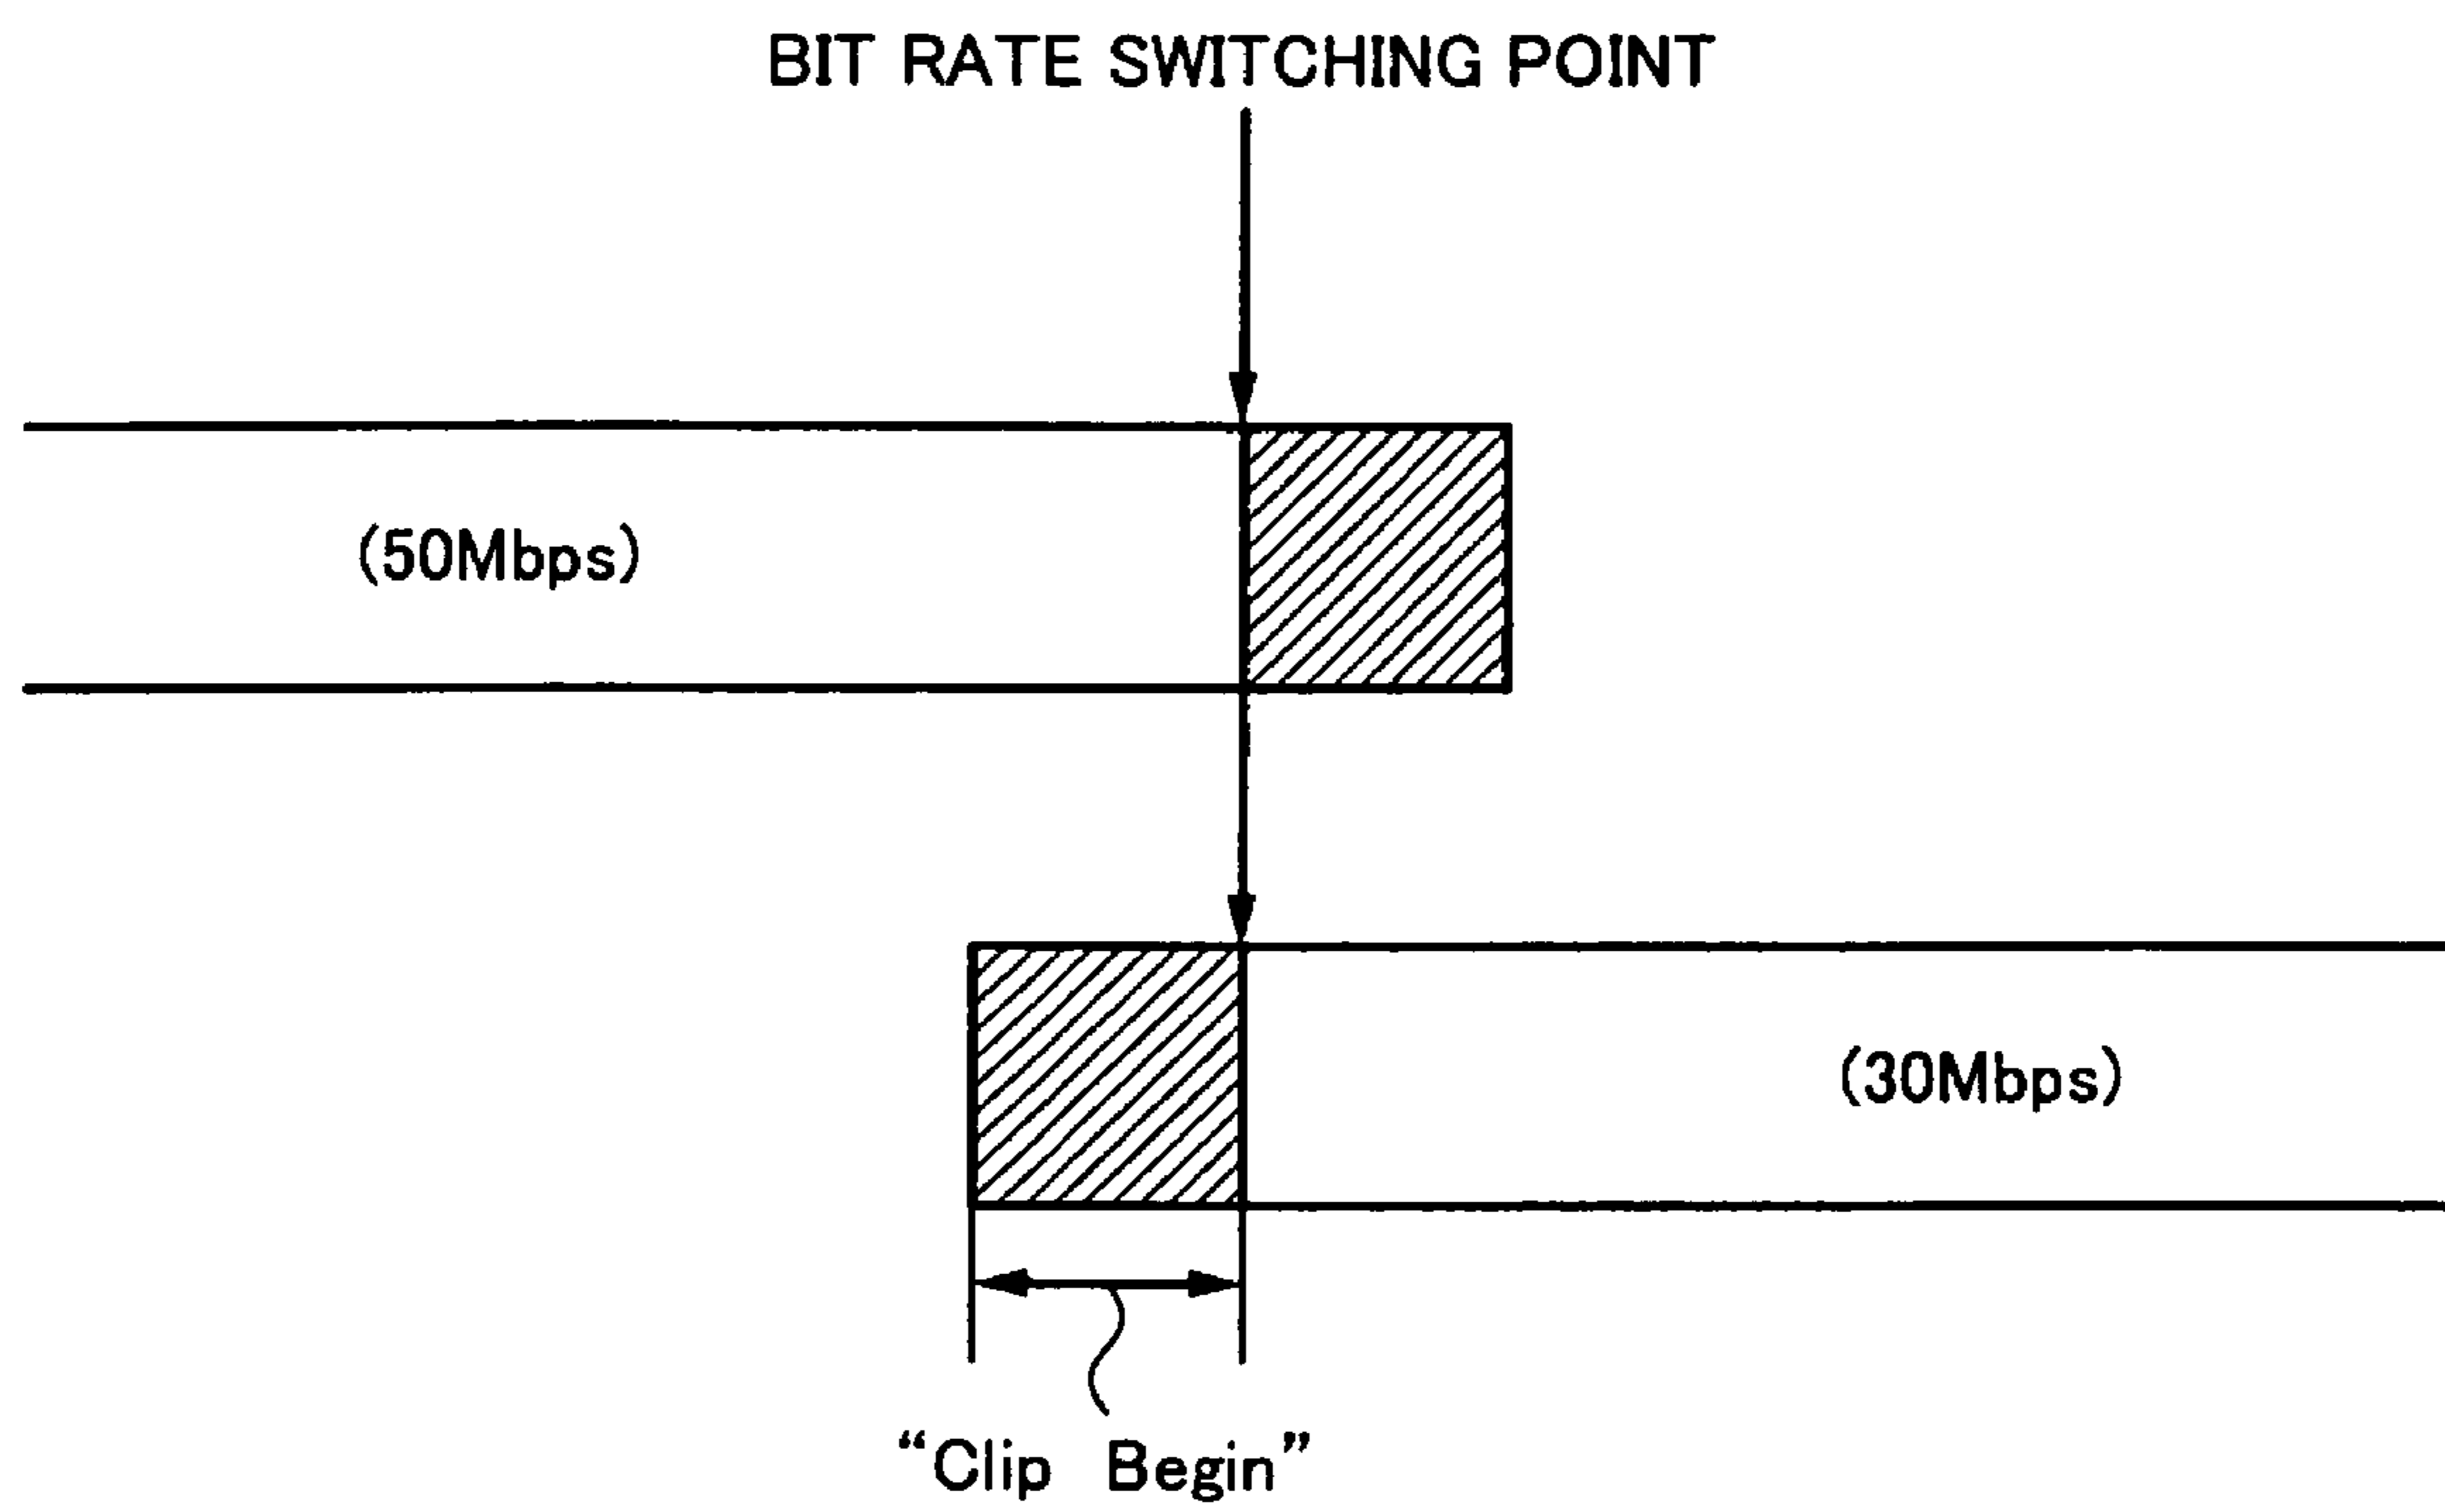 BIT RATE SWITCHING POINT
(50Mbps)
(30Mbps)
“Clip Begin”